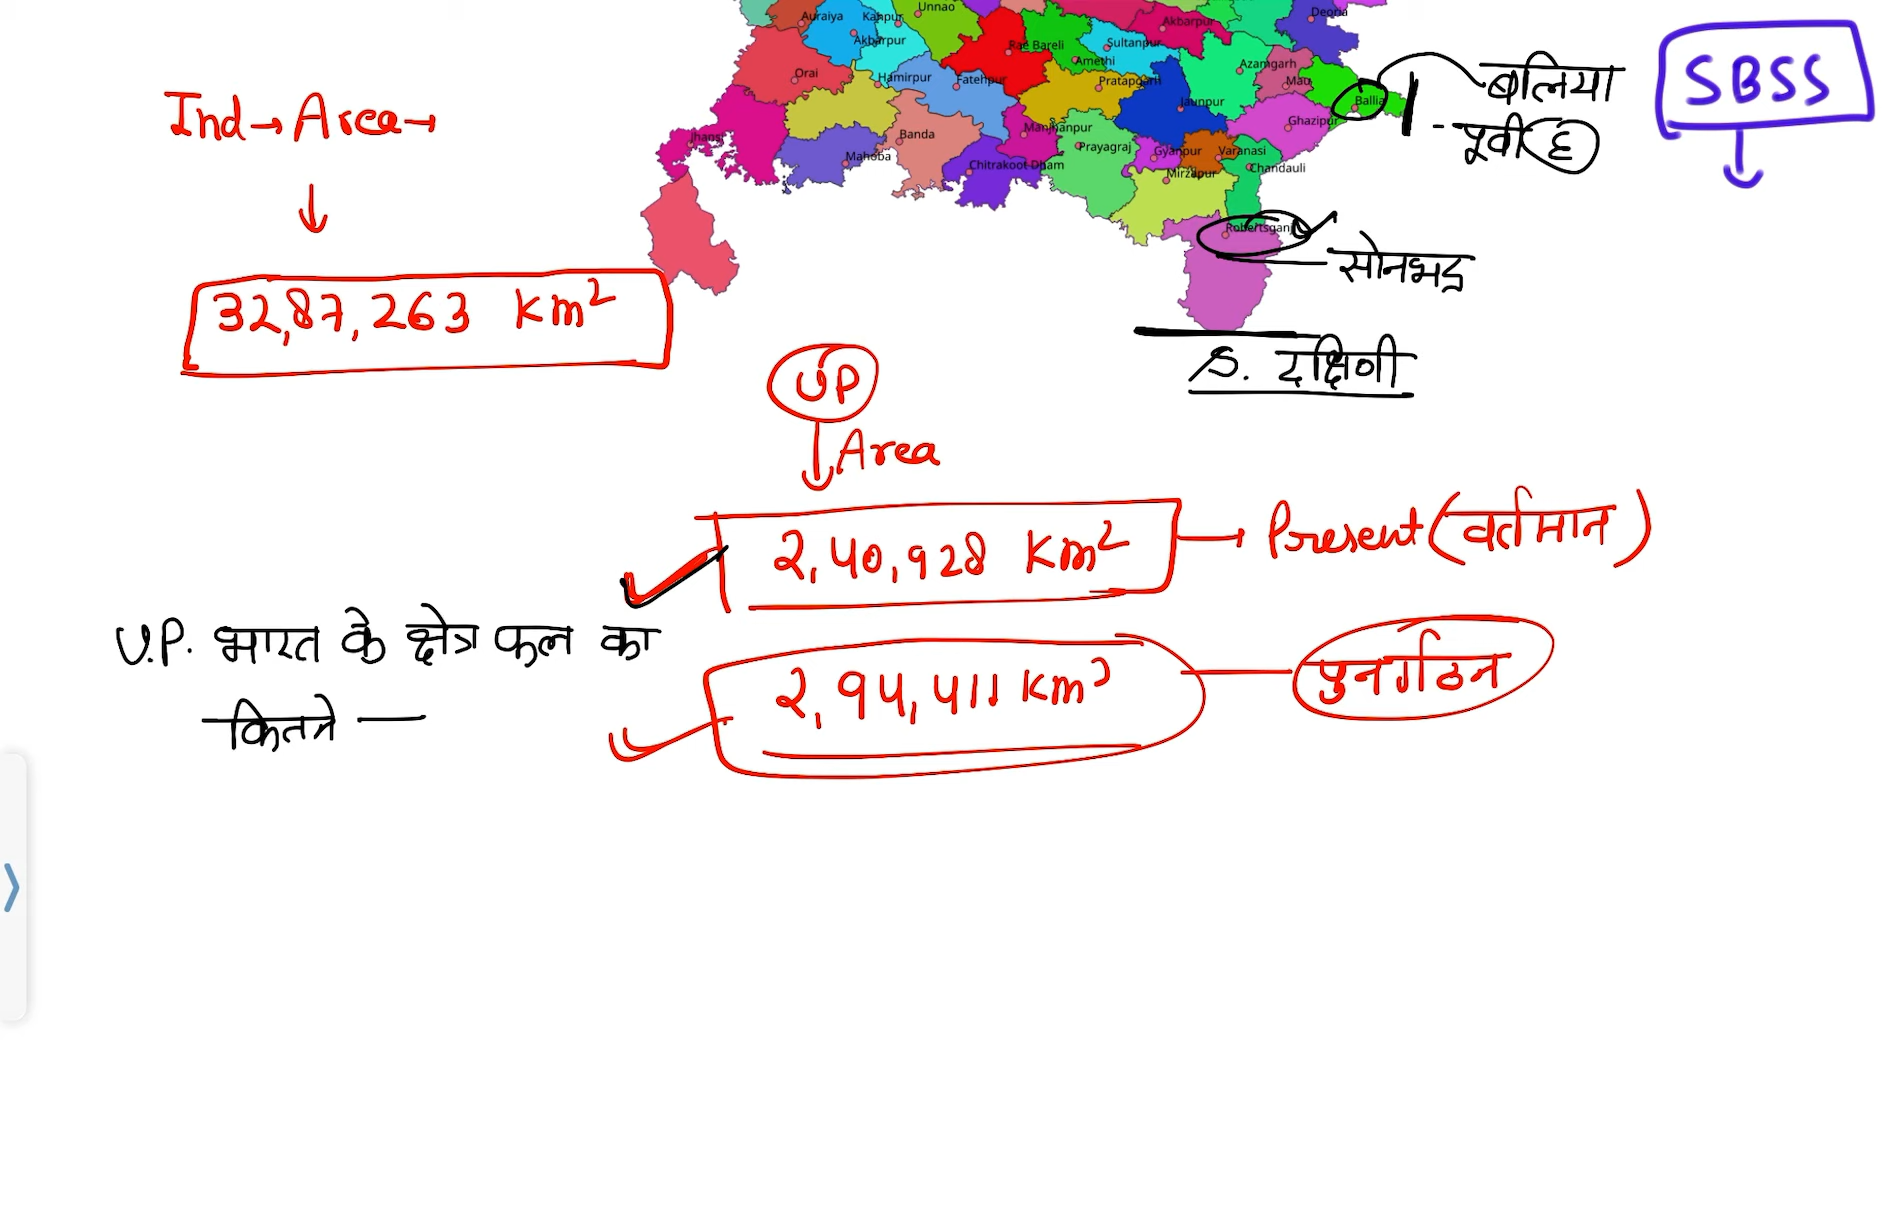 Unnao
Deoria
Auraiya
Kanpur
Akbarpur
Akbarpur
Rae Bareli
Sultanpur
Amethi
Azamgarh
Orai
Hamirpur
Fatehpur
Pratapgarh
Mau
Ballia
Jaunpur
Ghazipur
Banda
Manjhanpur
Jhansi
Mahoba
Prayagraj
Gyanpur
Varanasi
Chitrakoot Dham
Mirzapur
Chandauli
Robertsganj
बलिया
- पूर्वी
SBSS
Ind → Area →
सोनभद्र
32,87,263 Km²
S. दक्षिणी
UP
Area
2,40,928 Km² → Present (वर्तमान)
U.P. भारत के क्षेत्र फल का
कितने —
2,94,411 Km² — पुनर्गठन